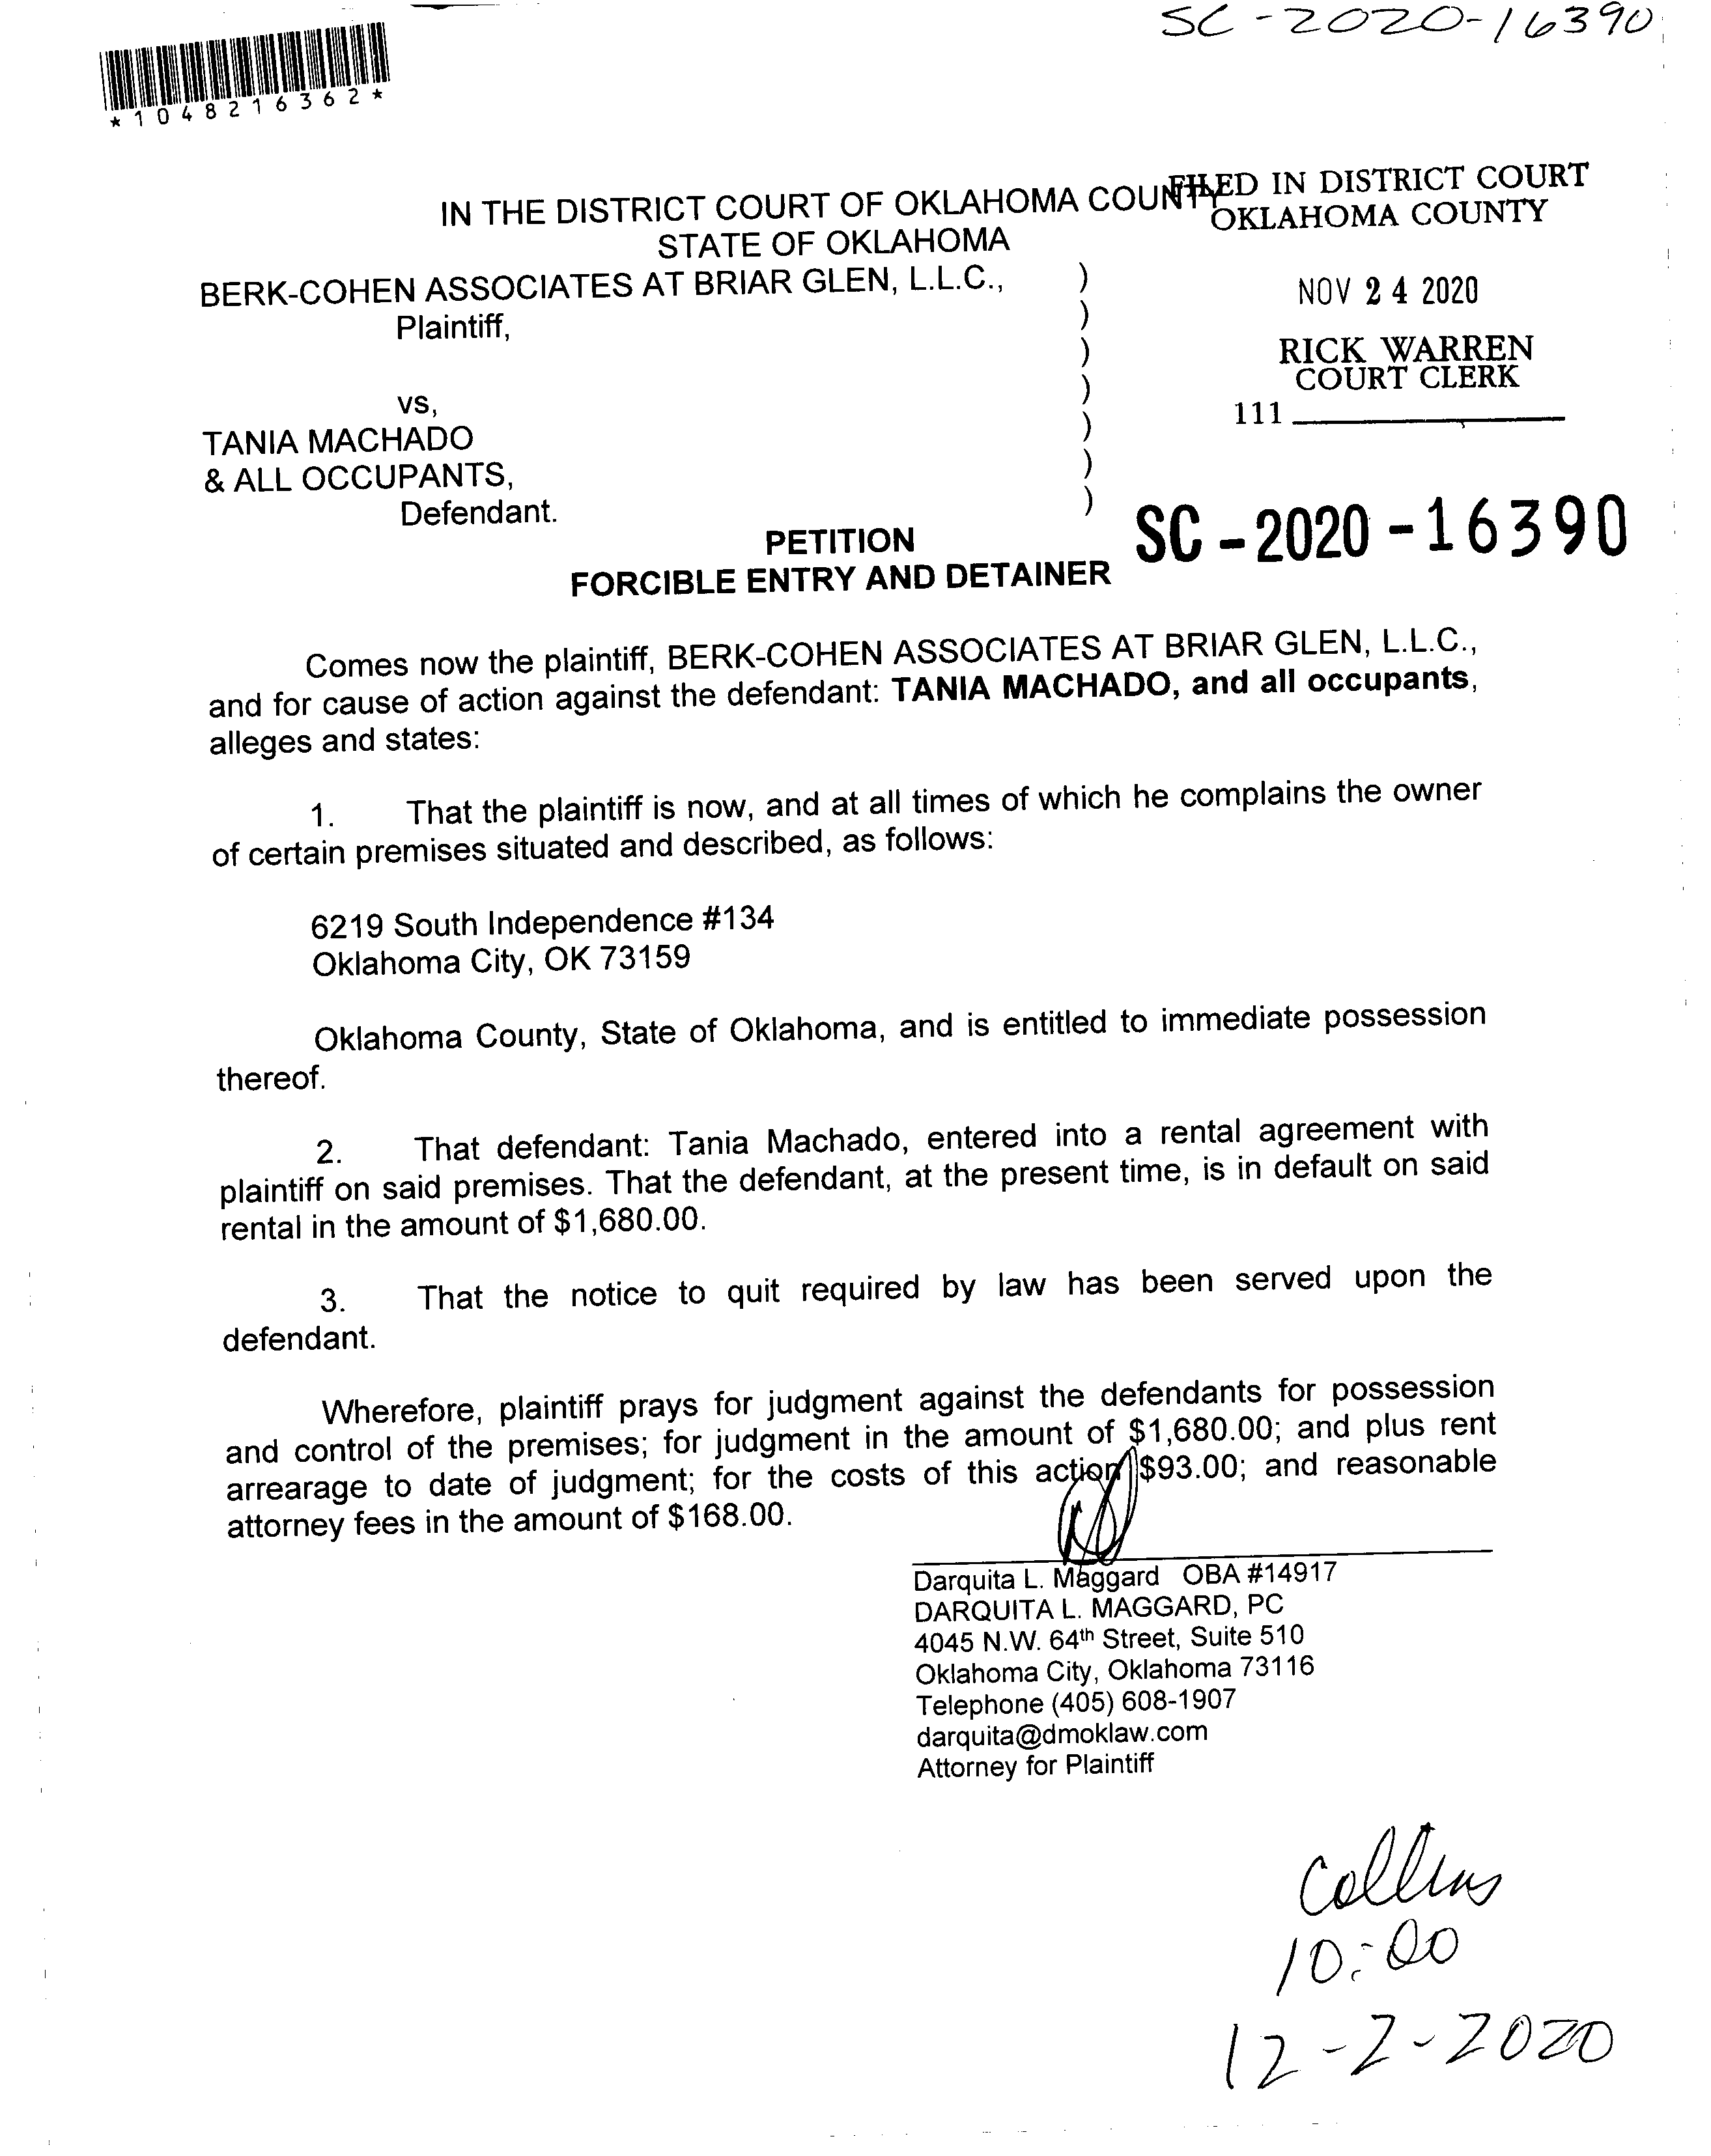 SC-2020-16390
*1048216362*
IN THE DISTRICT COURT OF OKLAHOMA COUNTY
STATE OF OKLAHOMA
FILED IN DISTRICT COURT
OKLAHOMA COUNTY
BERK-COHEN ASSOCIATES AT BRIAR GLEN, L.L.C., )
Plaintiff, )
)
vs, )
TANIA MACHADO )
& ALL OCCUPANTS, )
Defendant. )
NOV 24 2020
RICK WARREN
COURT CLERK
111
SC-2020-16390
PETITION
FORCIBLE ENTRY AND DETAINER
Comes now the plaintiff, BERK-COHEN ASSOCIATES AT BRIAR GLEN, L.L.C.,
and for cause of action against the defendant: TANIA MACHADO, and all occupants,
alleges and states:
1. That the plaintiff is now, and at all times of which he complains the owner
of certain premises situated and described, as follows:
6219 South Independence #134
Oklahoma City, OK 73159
Oklahoma County, State of Oklahoma, and is entitled to immediate possession
thereof.
2. That defendant: Tania Machado, entered into a rental agreement with
plaintiff on said premises. That the defendant, at the present time, is in default on said
rental in the amount of $1,680.00.
3. That the notice to quit required by law has been served upon the
defendant.
Wherefore, plaintiff prays for judgment against the defendants for possession
and control of the premises; for judgment in the amount of $1,680.00; and plus rent
arrearage to date of judgment; for the costs of this action $93.00; and reasonable
attorney fees in the amount of $168.00.
Darquita L. Maggard OBA #14917
DARQUITA L. MAGGARD, PC
4045 N.W. 64th Street, Suite 510
Oklahoma City, Oklahoma 73116
Telephone (405) 608-1907
darquita@dmoklaw.com
Attorney for Plaintiff
Collins
10:00
12-2-2020